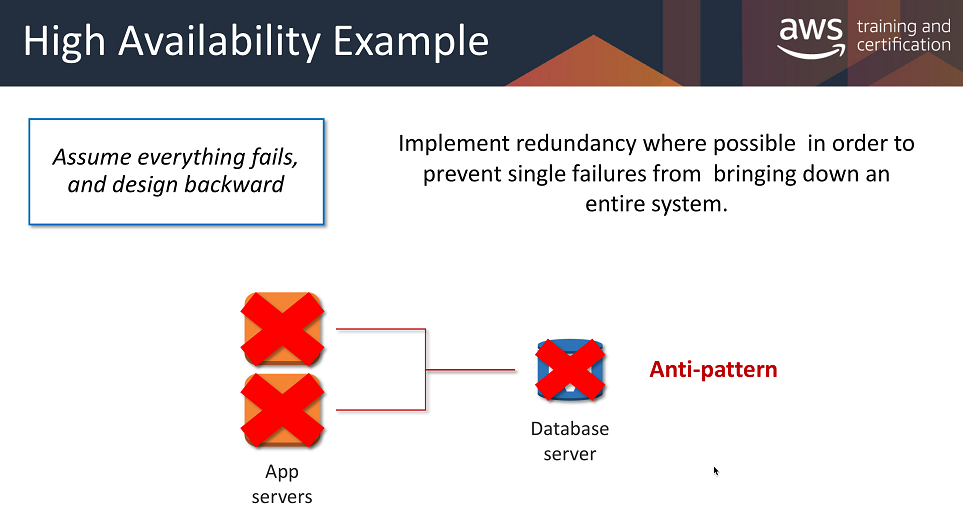 High Availability Example
aws training and
certification
Assume everything fails,
and design backward
Implement redundancy where possible in order to
prevent single failures from bringing down an
entire system.
Anti-pattern
Database
server
App
servers